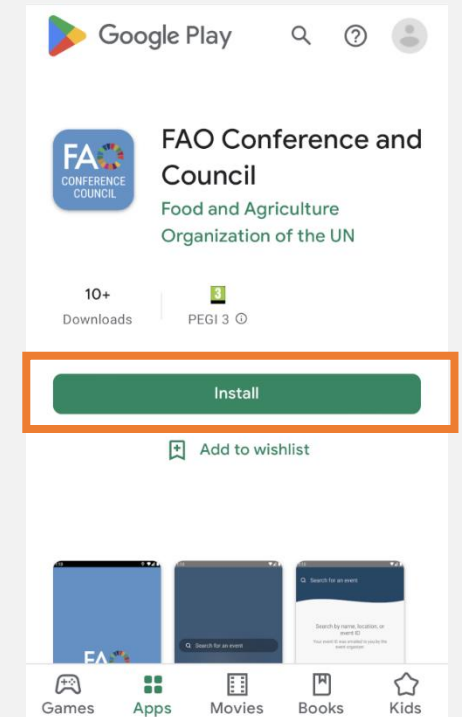 Google Play
FAO
CONFERENCE
COUNCIL
FAO Conference and
Council
Food and Agriculture
Organization of the UN
10+
Downloads
3
PEGI 3
Install
Add to wishlist
Search for an event
Search for an event
Search by name, location, or
event ID
FAO
Games
Apps
Movies
Books
Kids